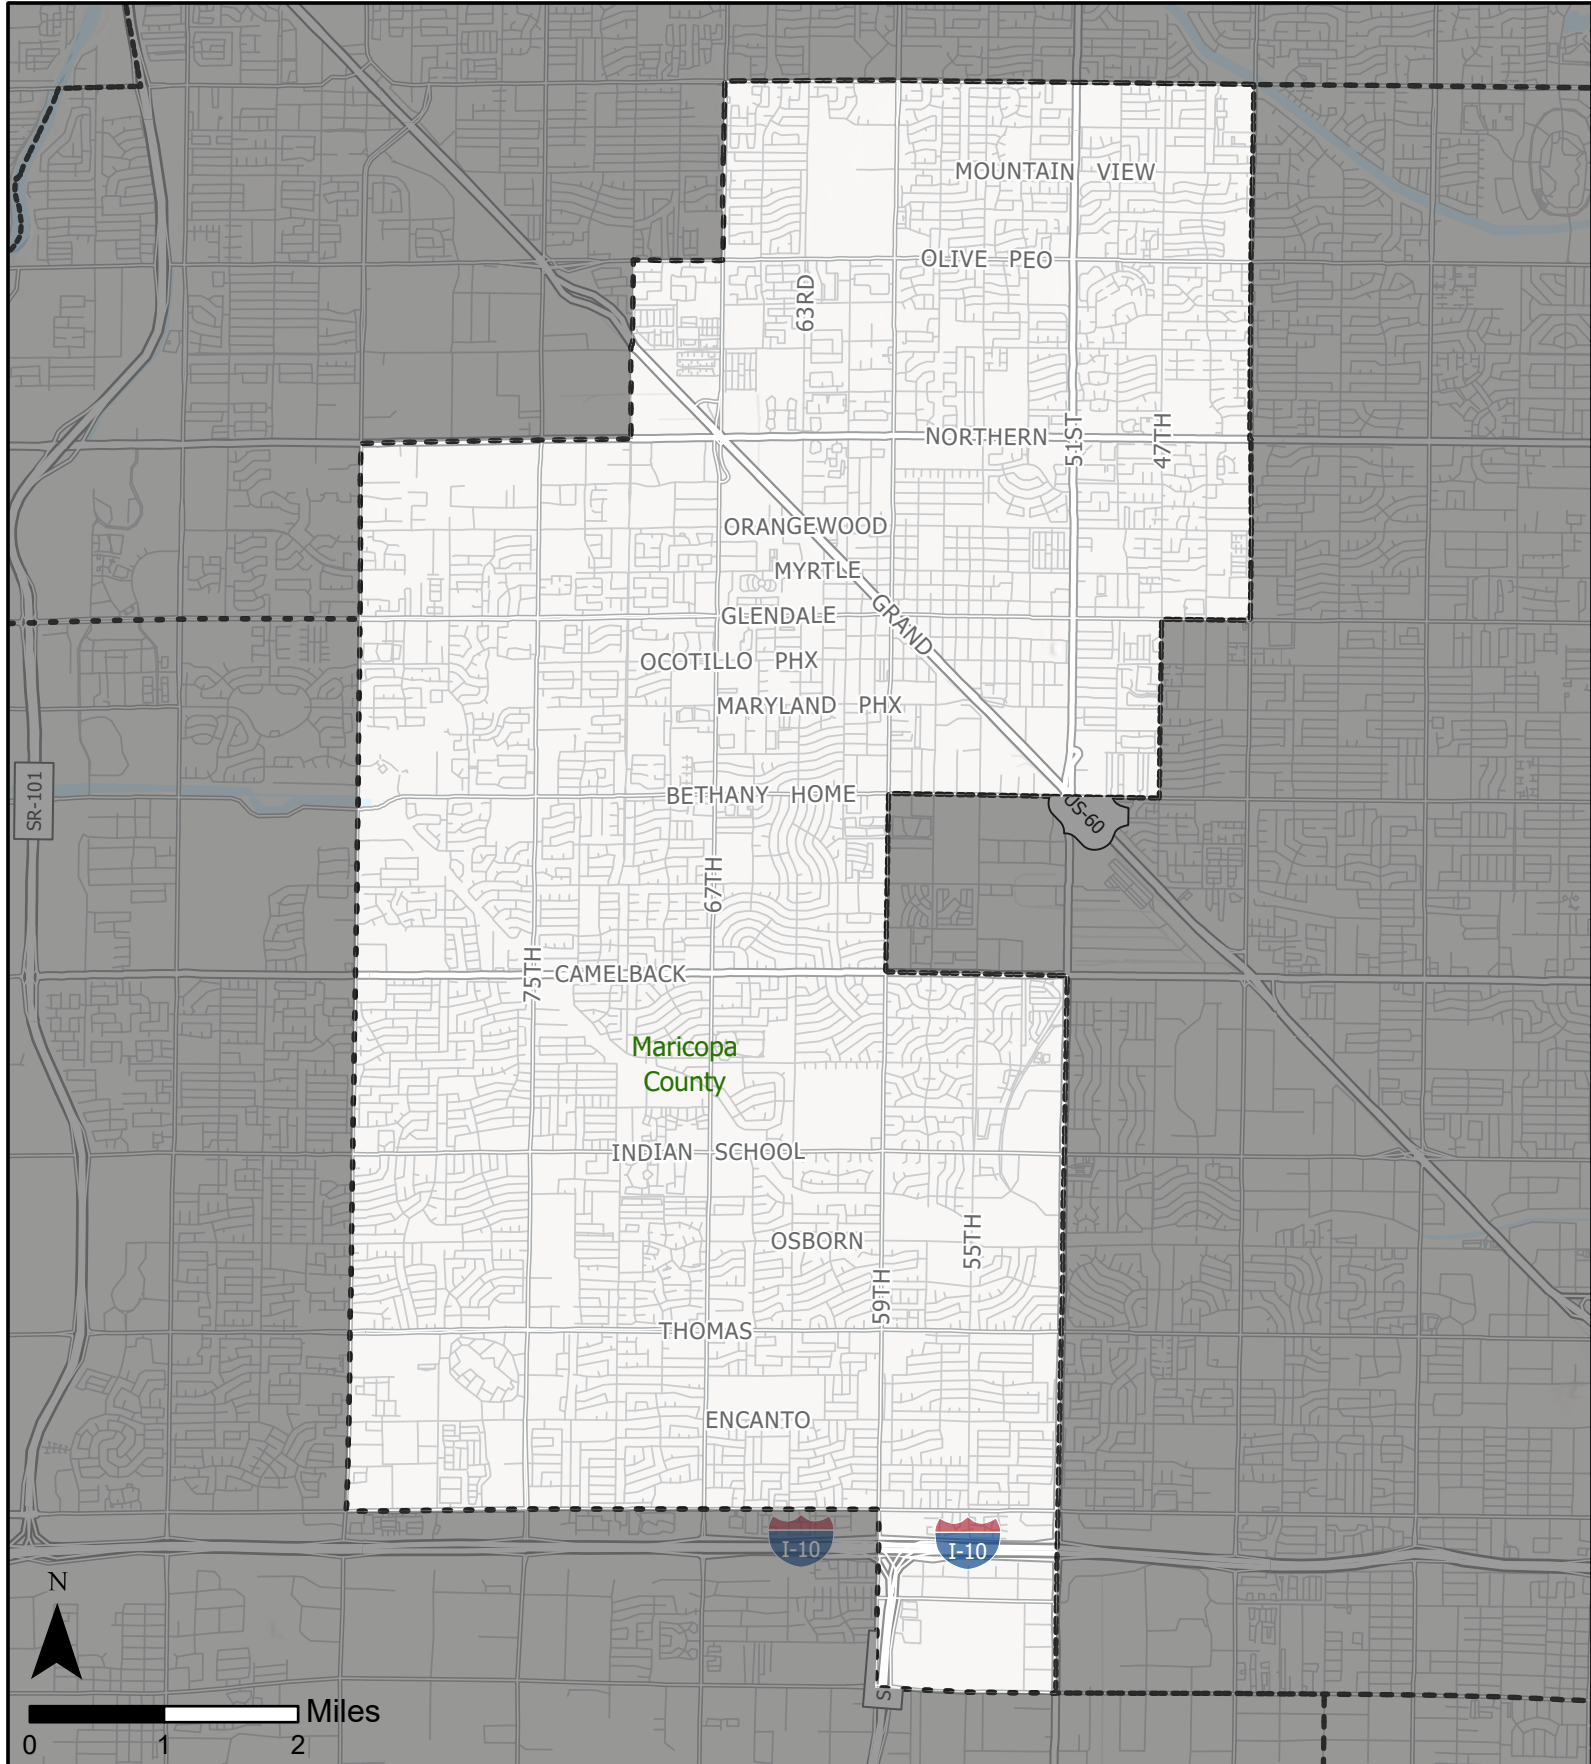 MOUNTAIN VIEW
OLIVE PEO
63RD
51ST
47TH
NORTHERN
ORANGEWOOD
MYRTLE
GLENDALE
GRAND
OCOTILLO PHX
MARYLAND PHX
SR-101
BETHANY HOME
US-60
67TH
75TH
CAMELBACK
Maricopa
County
INDIAN SCHOOL
OSBORN
55TH
59TH
THOMAS
ENCANTO
I-10
I-10
N
S
Miles
0 1 2